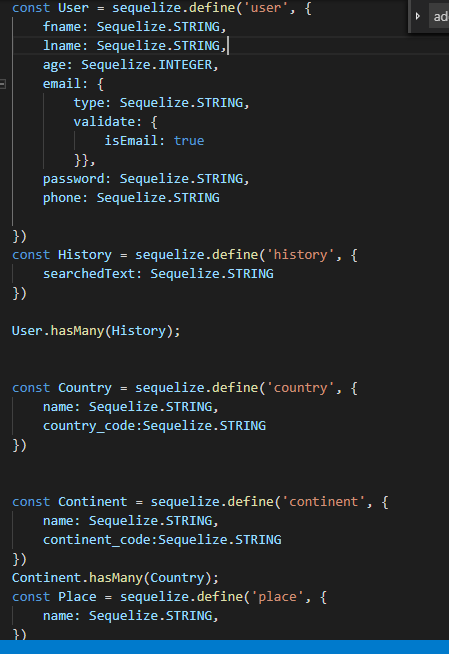 const User = sequelize.define('user', {
    fname: Sequelize.STRING,
    lname: Sequelize.STRING,
    age: Sequelize.INTEGER,
    email: {
        type: Sequelize.STRING,
        validate: {
            isEmail: true
        }},
    password: Sequelize.STRING,
    phone: Sequelize.STRING
})
const History = sequelize.define('history', {
    searchedText: Sequelize.STRING
})
User.hasMany(History);
const Country = sequelize.define('country', {
    name: Sequelize.STRING,
    country_code:Sequelize.STRING
})
const Continent = sequelize.define('continent', {
    name: Sequelize.STRING,
    continent_code:Sequelize.STRING
})
Continent.hasMany(Country);
const Place = sequelize.define('place', {
    name: Sequelize.STRING,
})